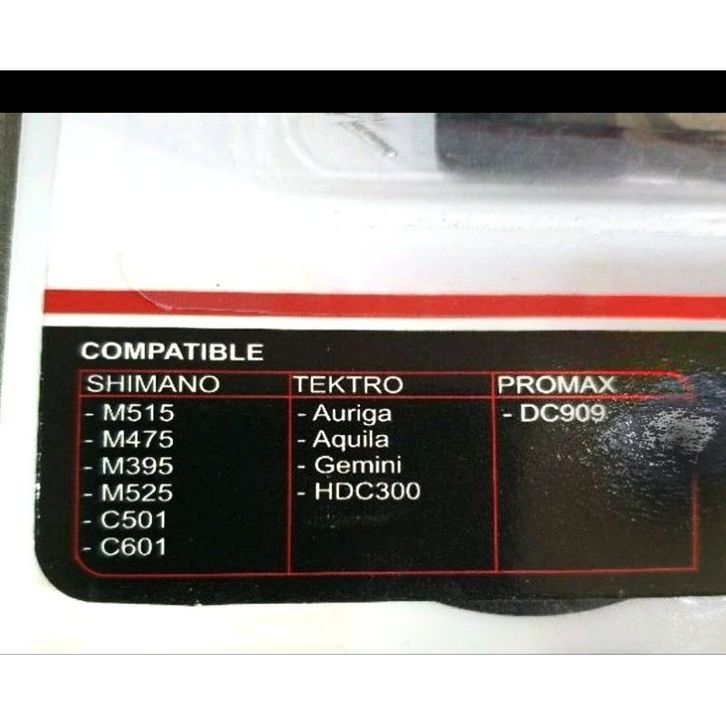 COMPATIBLE
SHIMANO
- M515
- M475
- M395
- M525
- C501
- C601
TEKTRO
- Auriga
- Aquila
- Gemini
- HDC300
PROMAX
- DC909